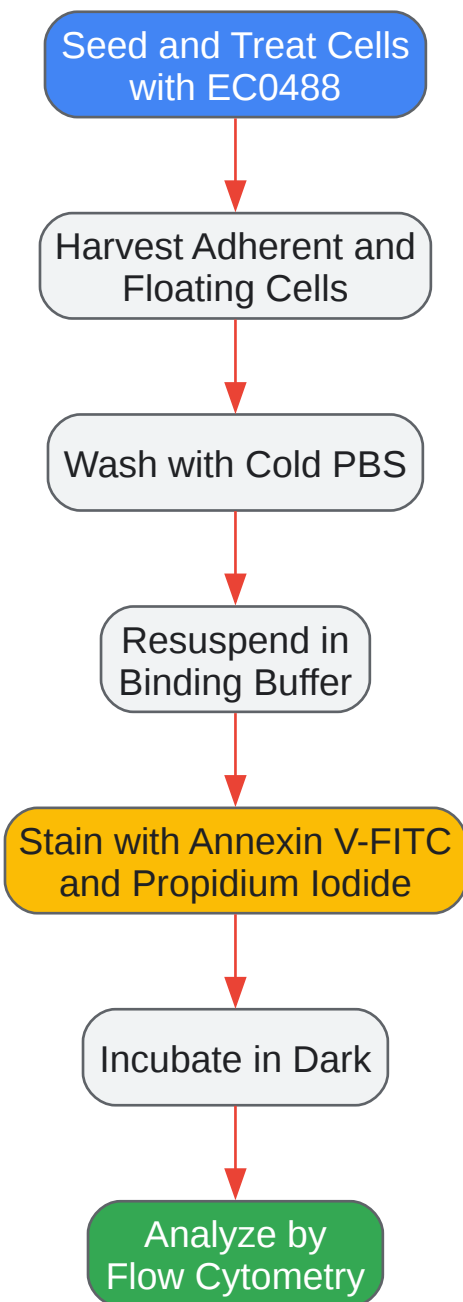 Seed and Treat Cells
with EC0488
Harvest Adherent and
Floating Cells
Wash with Cold PBS
Resuspend in
Binding Buffer
Stain with Annexin V-FITC
and Propidium Iodide
Incubate in Dark
Analyze by
Flow Cytometry